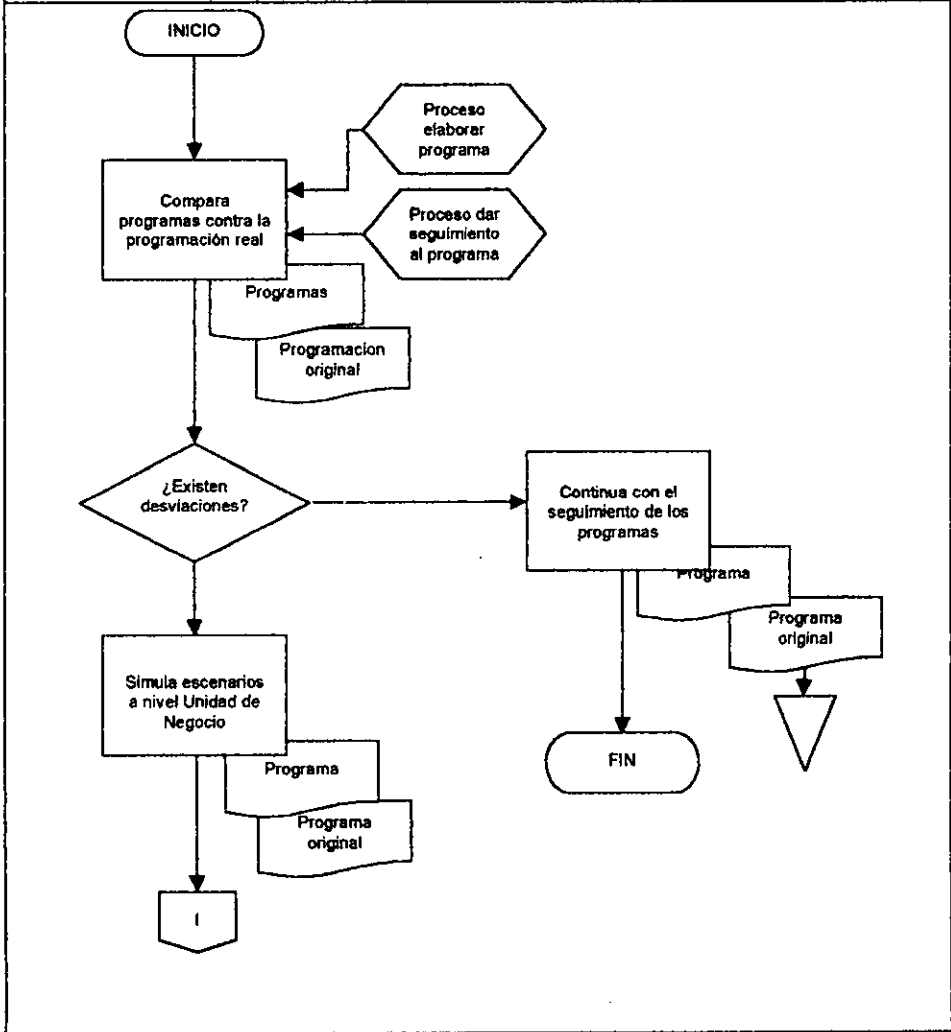 INICIO
Proceso
elaborar
programa
Compara
programas contra la
programación real
Proceso dar
seguimiento
al programa
Programas
Programacion
original
¿Existen
desviaciones?
Continua con el
seguimiento de los
programas
Programa
Programa
original
Simula escenarios
a nivel Unidad de
Negocio
FIN
Programa
Programa
original
I